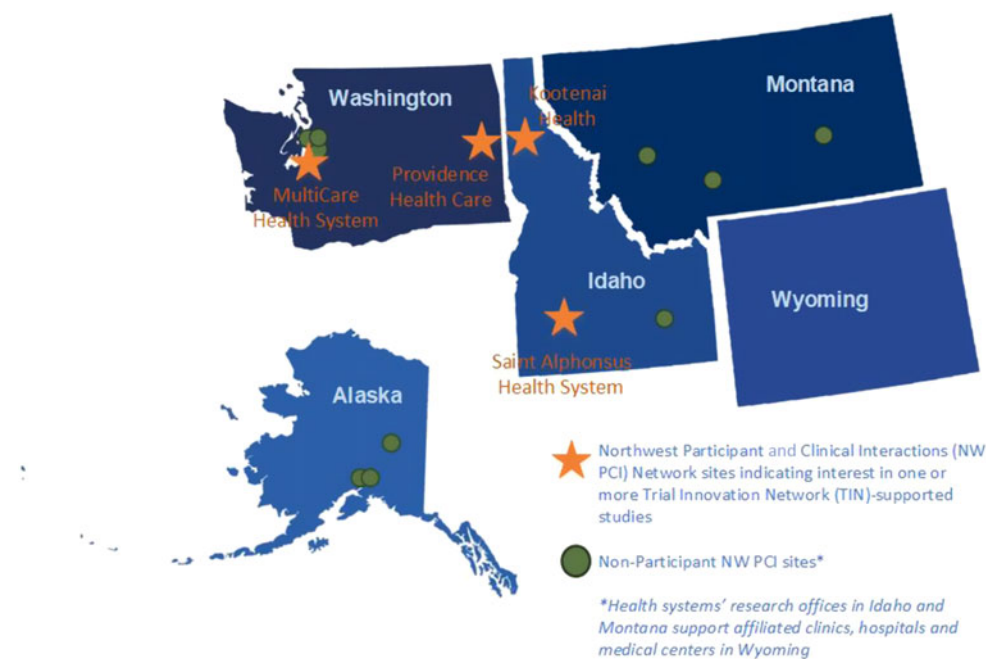 Washington
Montana
Kootenai
Health
Providence
Health Care
MultiCare
Health System
Idaho
Wyoming
Saint Alphonsus
Health System
Alaska
Northwest Participant and Clinical Interactions (NW
PCI) Network sites indicating interest in one or
more Trial Innovation Network (TIN)-supported
studies
Non-Participant NW PCI sites*
*Health systems’ research offices in Idaho and
Montana support affiliated clinics, hospitals and
medical centers in Wyoming